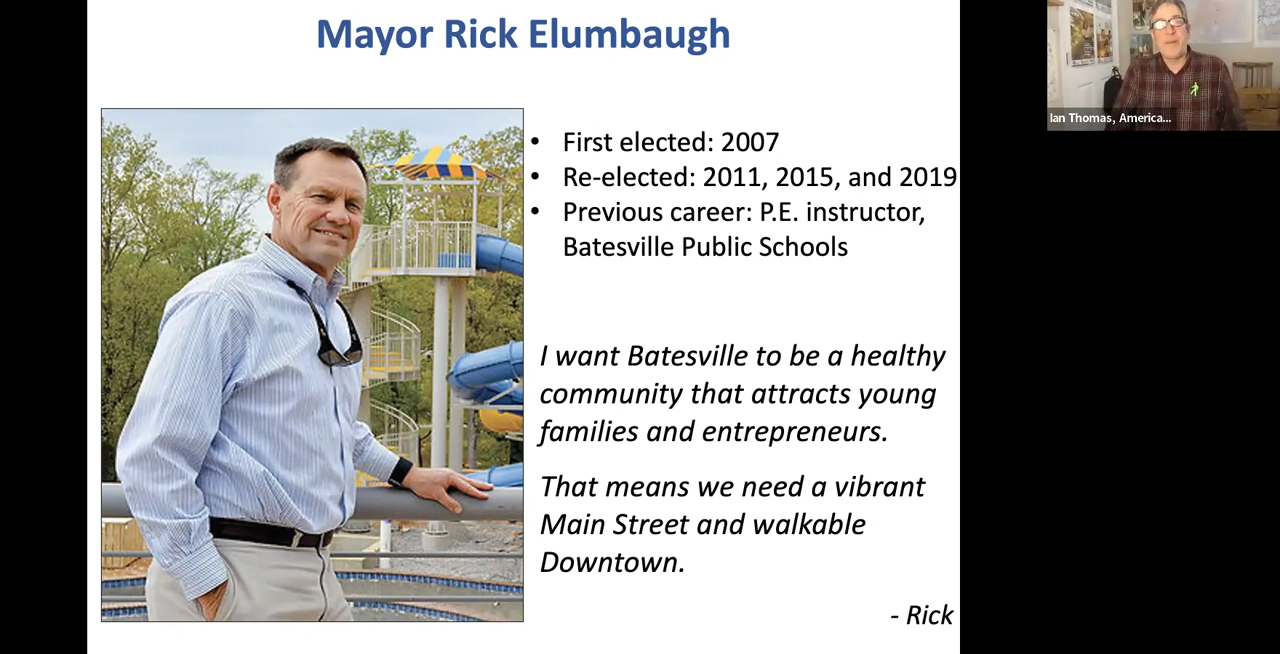 Mayor Rick Elumbaugh
• First elected: 2007
• Re-elected: 2011, 2015, and 2019
• Previous career: P.E. instructor,
Batesville Public Schools
I want Batesville to be a healthy
community that attracts young
families and entrepreneurs.
That means we need a vibrant
Main Street and walkable
Downtown.
- Rick
Ian Thomas, America...